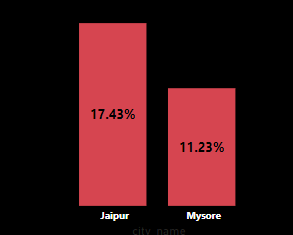 17.43%
11.23%
Jaipur Mysore
city_name